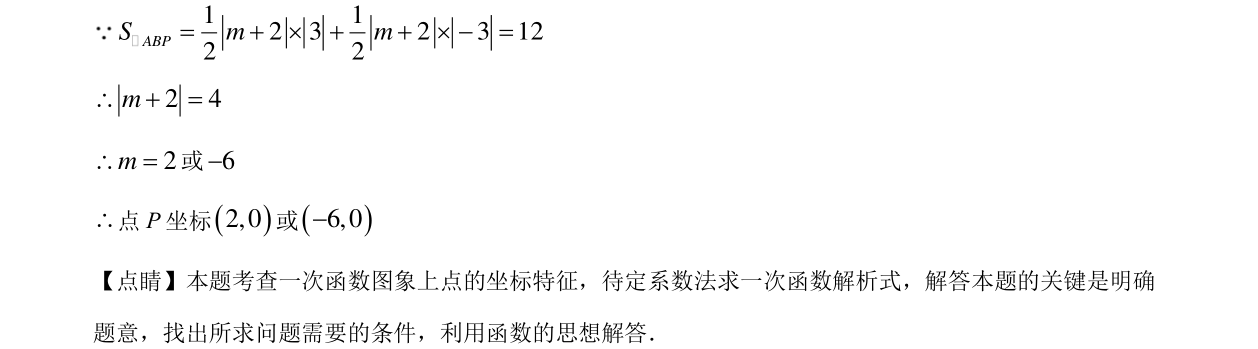 ∵ S□ABP = 1/2|m+2|×|3|+1/2|m+2|×|−3|=12
∴|m+2|=4
∴m=2或−6
∴点 P 坐标(2,0)或(−6,0)
【点睛】本题考查一次函数图象上点的坐标特征，待定系数法求一次函数解析式，解答本题的关键是明确
题意，找出所求问题需要的条件，利用函数的思想解答．